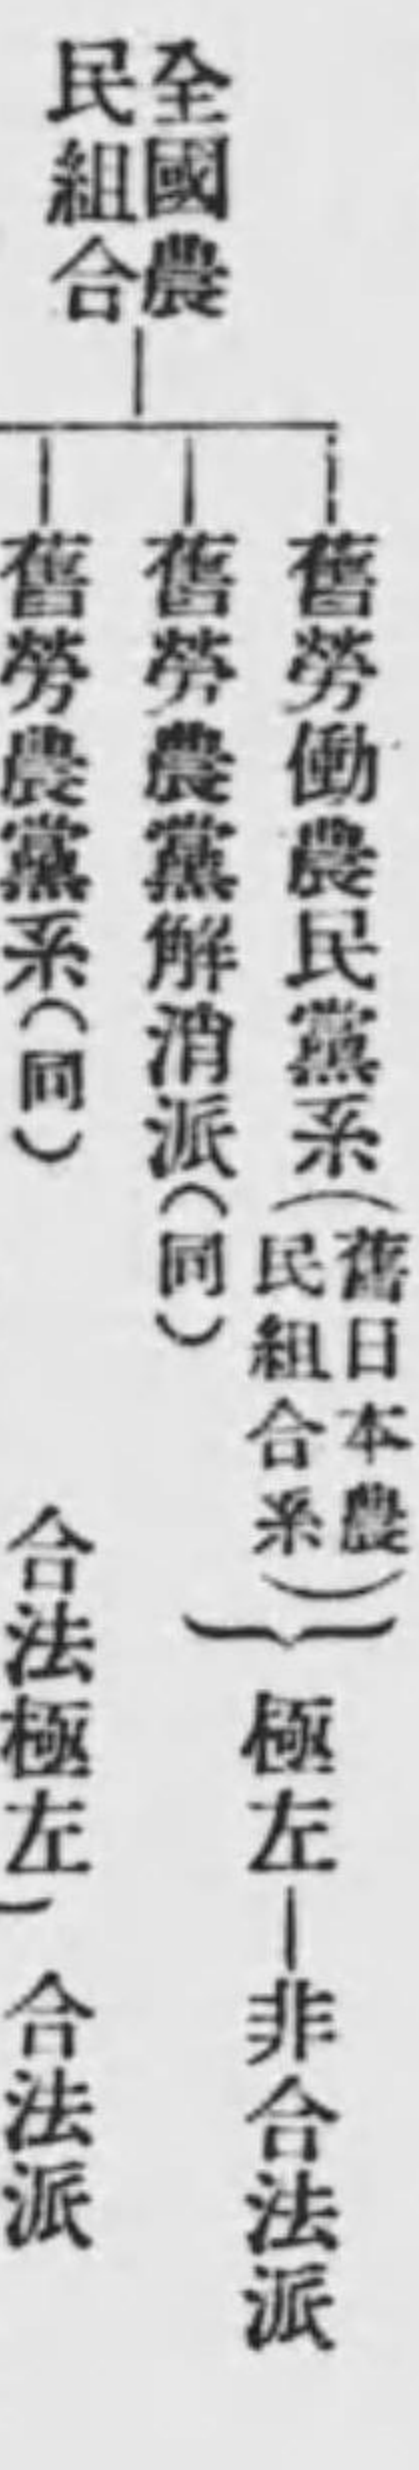 全國農
民組合
舊勞働農民黨系(舊日本農
民組合系)
極左―非合法派
舊勞農黨解消派(同)
舊勞農黨系(同)
合法極左
合法派